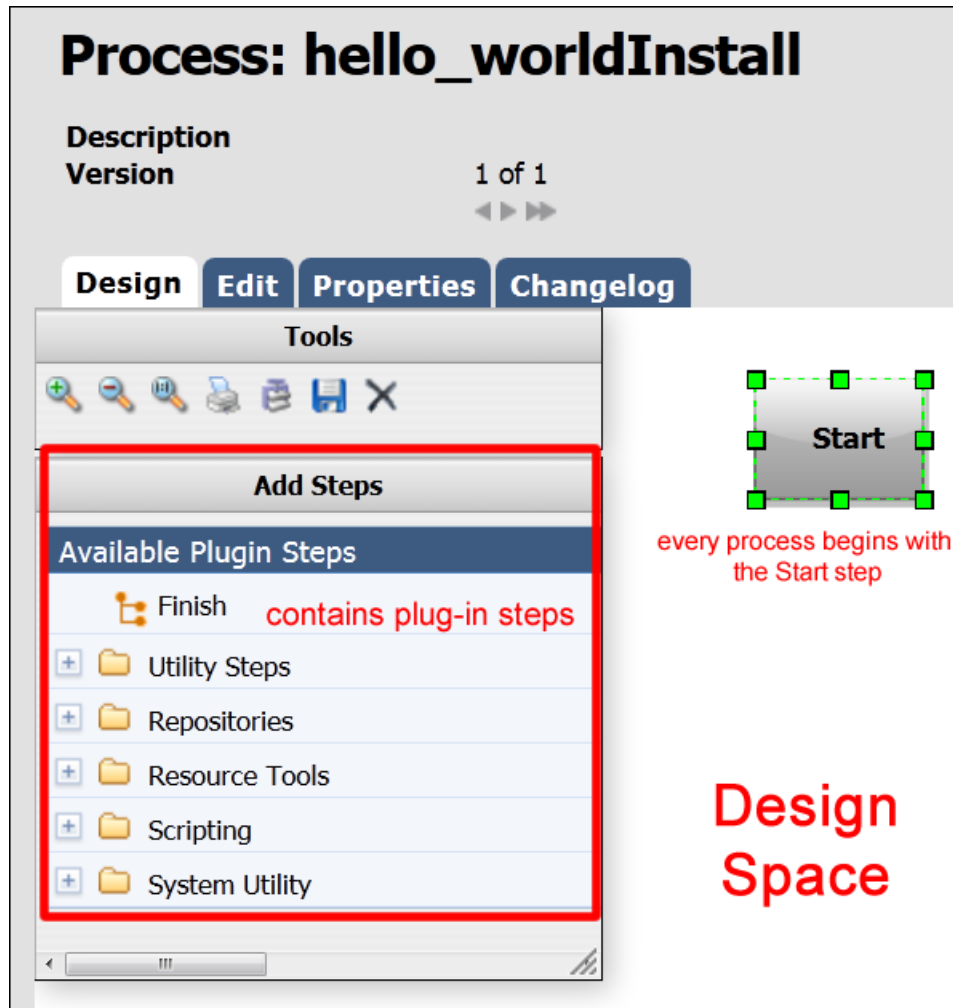 Process: hello_worldInstall
Description
Version 1 of 1
Design Edit Properties Changelog
Tools
Start
Add Steps
every process begins with
the Start step
Available Plugin Steps
Finish contains plug-in steps
Utility Steps
Repositories
Resource Tools
Scripting
System Utility
Design
Space